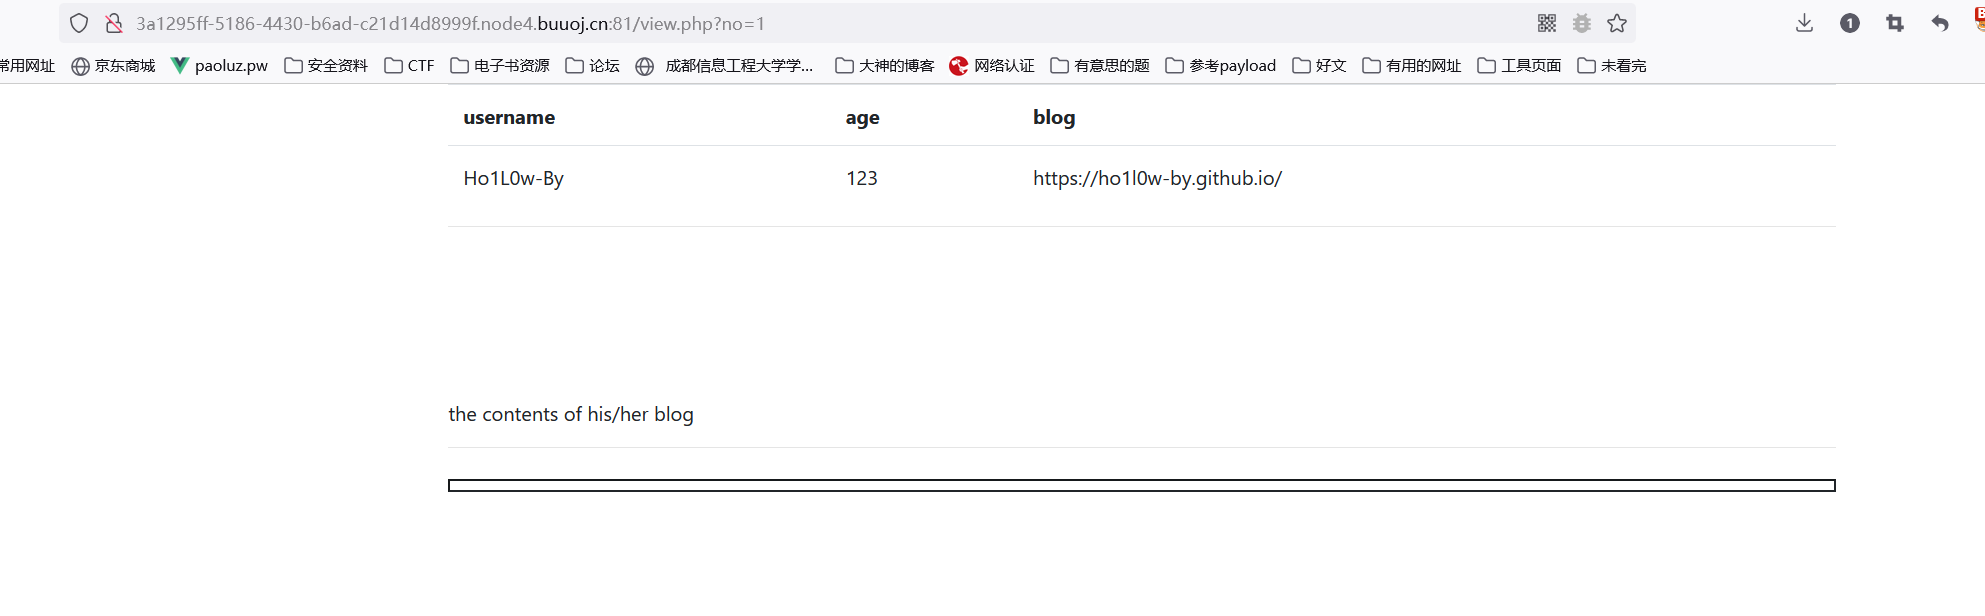 3a1295ff-5186-4430-b6ad-c21d14d8999f.node4.buuoj.cn:81/view.php?no=1
1
常用网址 京东商城 paoluz.pw 安全资料 CTF 电子书资源 论坛 成都信息工程大学学... 大神的博客 网络认证 有意思的题 参考payload 好文 有用的网址 工具页面 未看完
username age blog
Ho1L0w-By 123 https://ho1l0w-by.github.io/
the contents of his/her blog